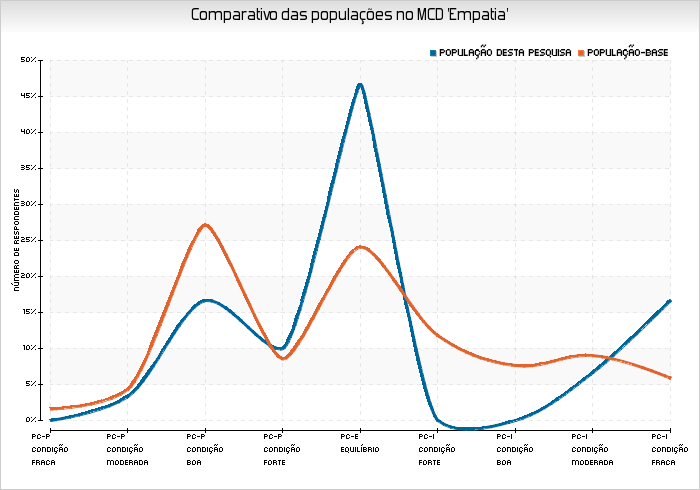 Comparativo das populações no MCD 'Empatia'
POPULAÇÃO DESTA PESQUISA POPULAÇÃO-BASE
50%
45%
40%
35%
30%
25%
20%
15%
10%
5%
0%
NÚMERO DE RESPONDENTES
PC-P PC-P PC-P PC-P PC-E PC-I PC-I PC-I PC-I
CONDIÇÃO CONDIÇÃO CONDIÇÃO CONDIÇÃO EQUILÍBRIO CONDIÇÃO CONDIÇÃO CONDIÇÃO CONDIÇÃO
FRACA MODERADA BOA FORTE FORTE BOA MODERADA FRACA